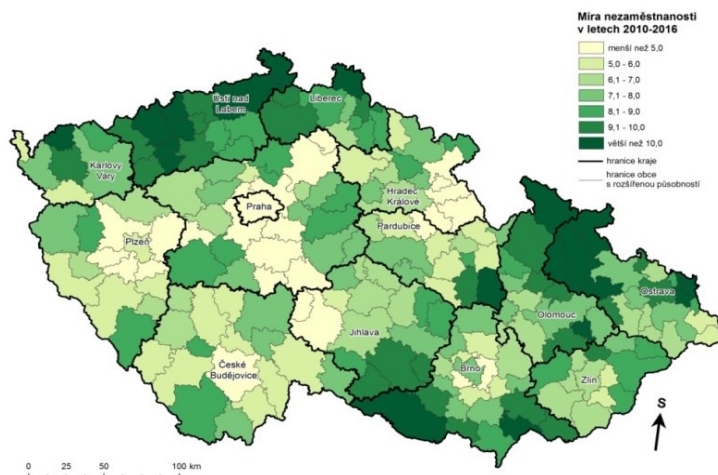 Míra nezaměstnanosti
v letech 2010-2016
menší než 5,0
5,0 - 6,0
6,1 - 7,0
7,1 - 8,0
8,1 - 9,0
9,1 - 10,0
větší než 10,0
hranice kraje
hranice obce
s rozšířenou působností
Ústí nad
Labem
Liberec
Karlovy
Váry
Hradec
Králové
Praha
Pardubice
Plzeň
Ostrava
Olomouc
Jihlava
České
Budějovice
Brno
Zlín
S
0 25 50 100 km